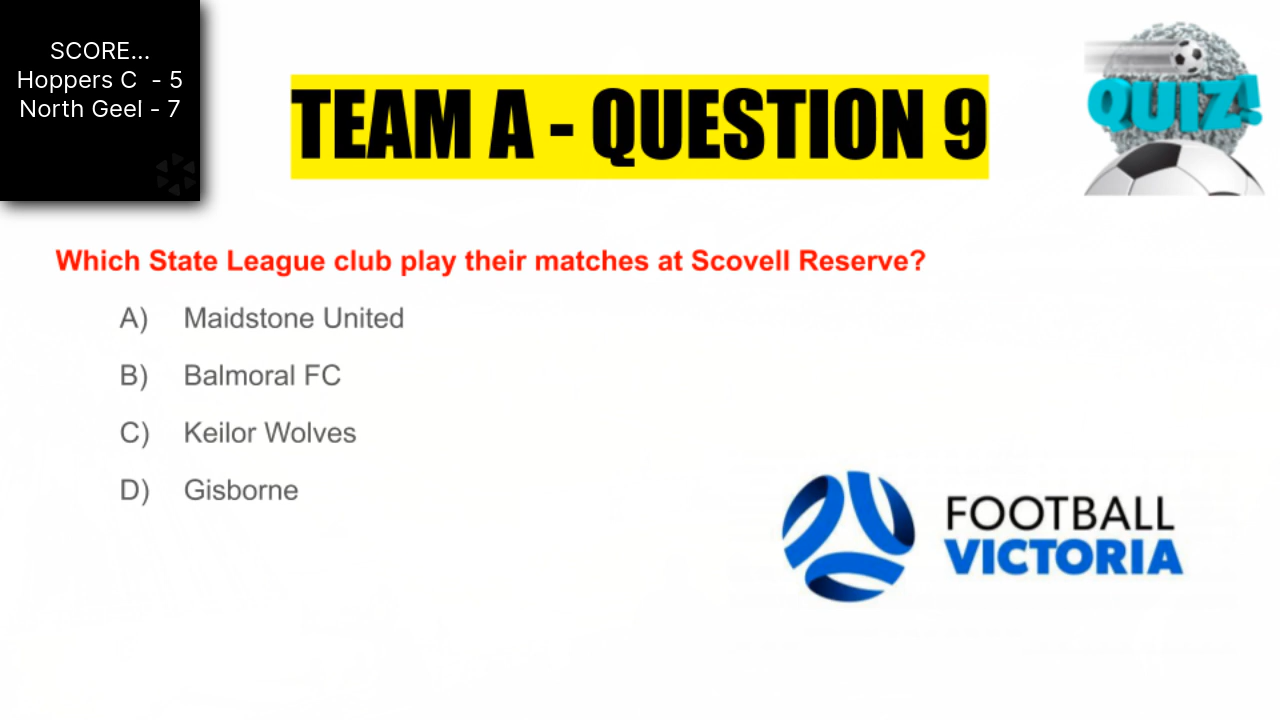 SCORE...
Hoppers C - 5
North Geel - 7
TEAM A - QUESTION 9
QUIZ!
Which State League club play their matches at Scovell Reserve?
A) Maidstone United
B) Balmoral FC
C) Keilor Wolves
D) Gisborne
FOOTBALL
VICTORIA